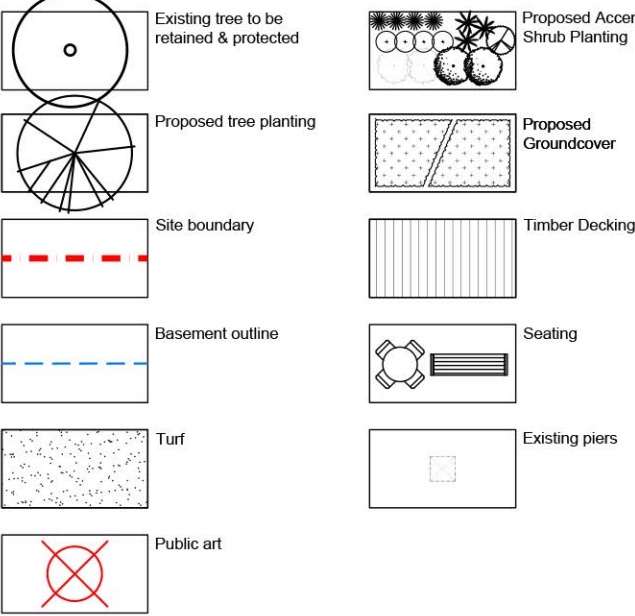 Existing tree to be
retained & protected
Proposed tree planting
Site boundary
Basement outline
Turf
Public art
Proposed
Shrub Planting
Proposed
Groundcover
Timber Decking
Seating
Existing piers